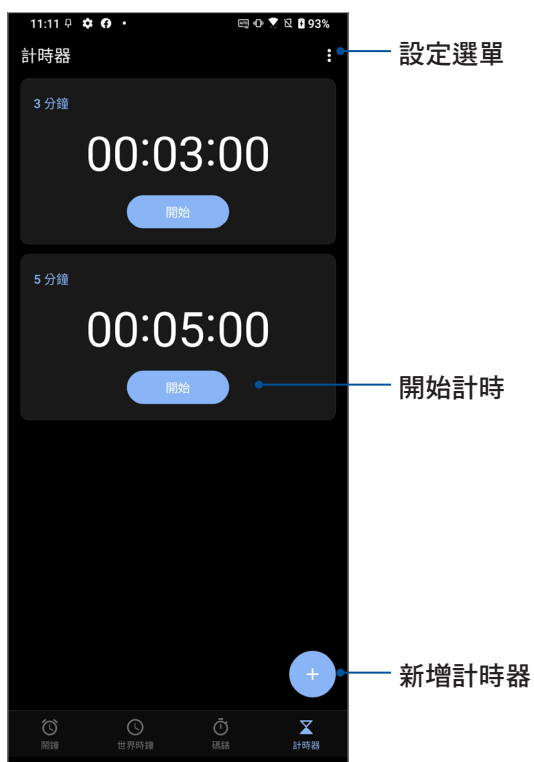 11:11 93%
計時器
設定選單
3 分鐘
00:03:00
開始
5 分鐘
00:05:00
開始
開始計時
+
新增計時器
鬧鐘 世界時鐘 碼錶 計時器